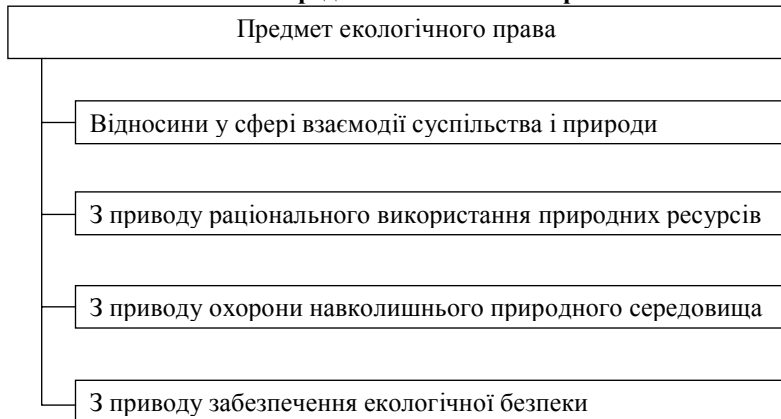 Предмет екологічного права
Відносини у сфері взаємодії суспільства і природи
З приводу раціонального використання природних ресурсів
З приводу охорони навколишнього природного середовища
З приводу забезпечення екологічної безпеки